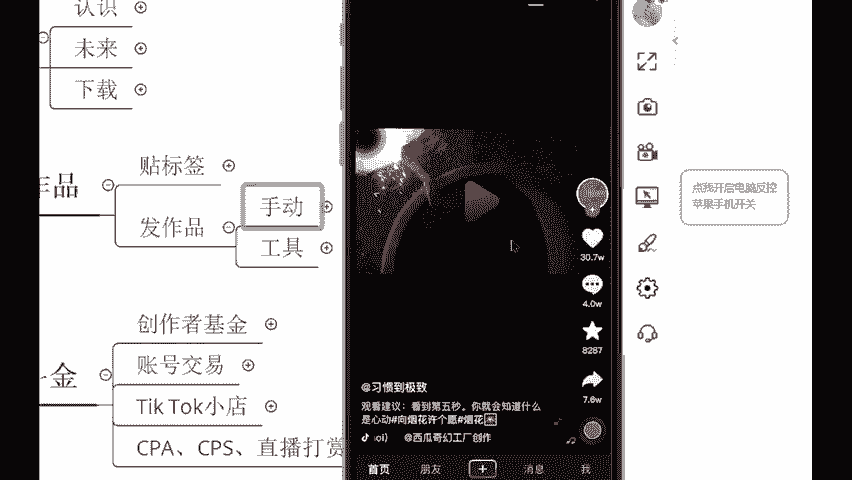 认识
未来
下载
作品
贴标签
发作品
手动
工具
金
创作者基金
账号交易
Tik Tok小店
CPA、CPS、直播打赏
30.7w
4.0w
8287
7.6w
@习惯到极致
观看建议：看到第五秒。你就会知道什么
是心动#向烟花许个愿#烟花
@西瓜奇幻工厂创作
首页
朋友
消息
我
点我开启电脑反控
苹果手机开关